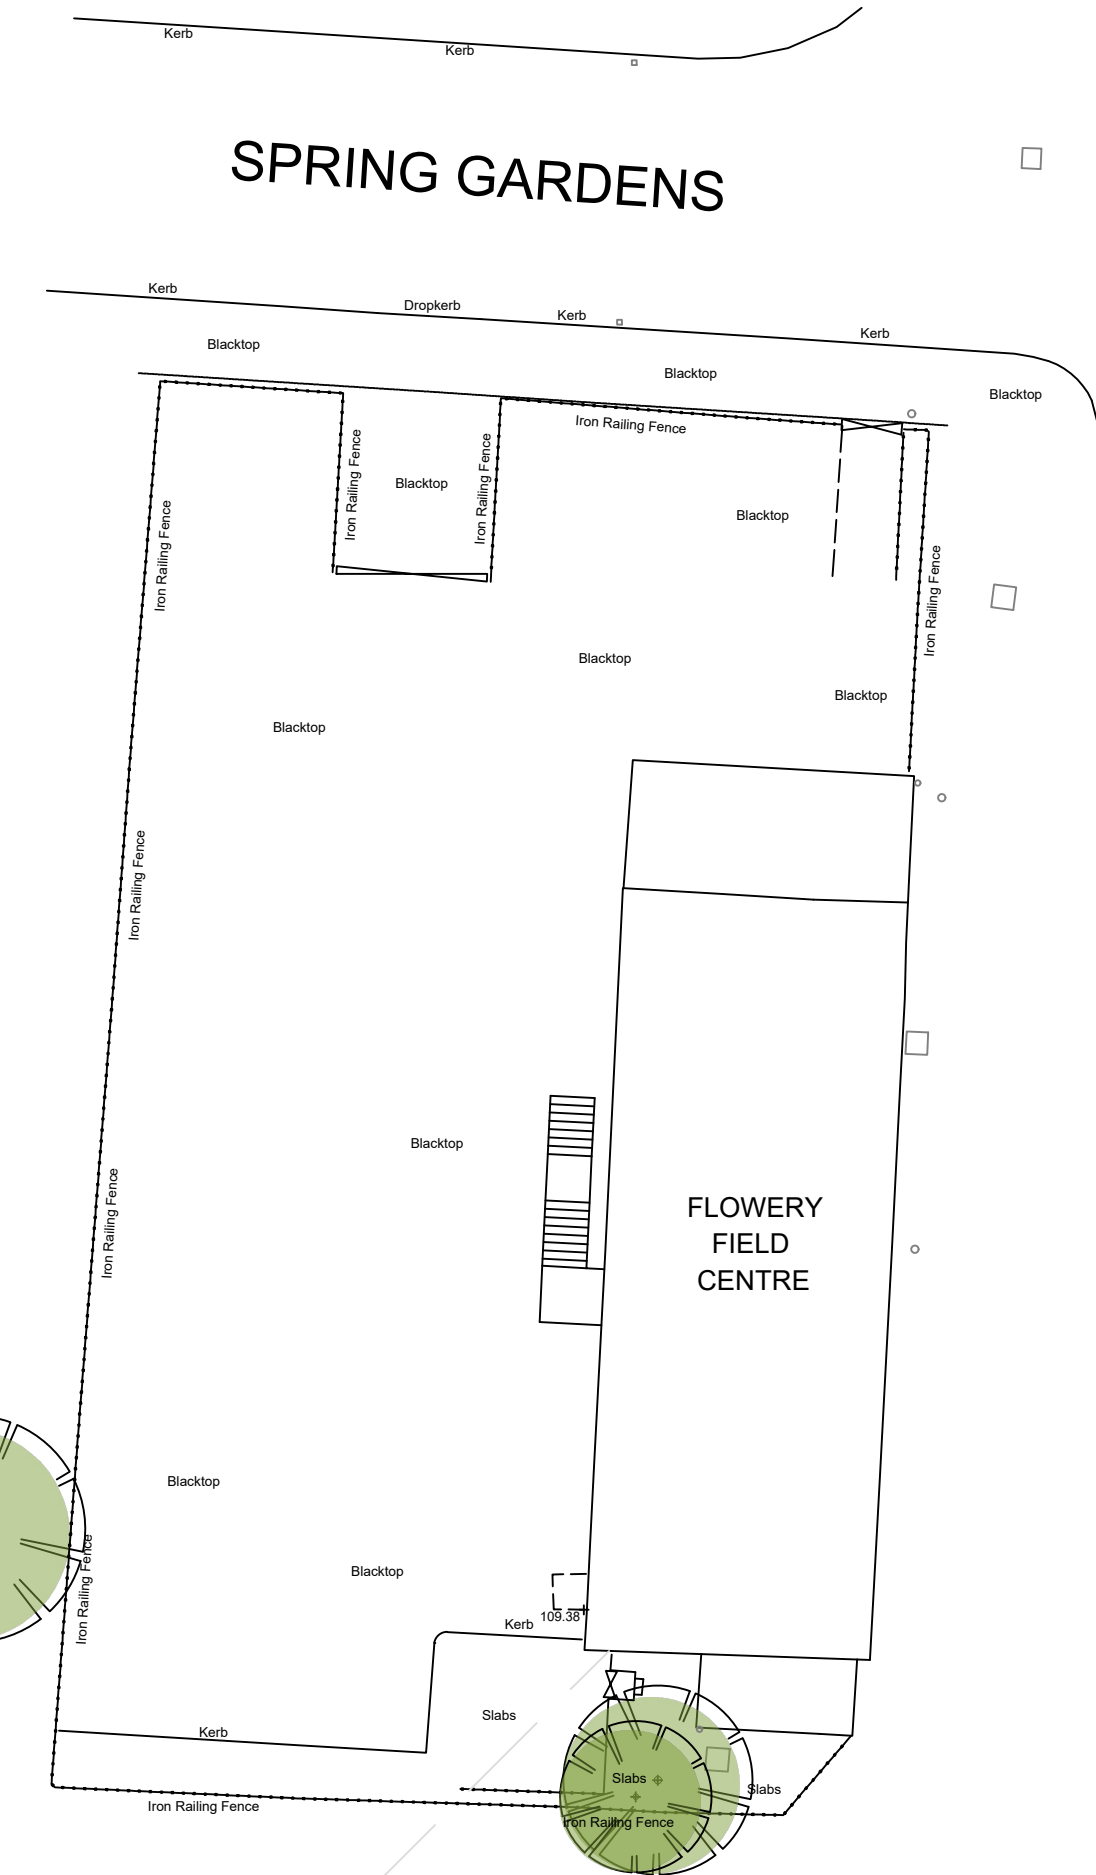 Kerb
Kerb
SPRING GARDENS
Kerb
Dropkerb
Kerb
Kerb
Blacktop
Blacktop
Blacktop
Iron Railing Fence
Iron Railing Fence
Iron Railing Fence
Blacktop
Blacktop
Iron Railing Fence
Iron Railing Fence
Blacktop
Blacktop
Blacktop
Iron Railing Fence
Blacktop
Iron Railing Fence
FLOWERY
FIELD
CENTRE
Blacktop
Blacktop
Iron Railing Fence
109.38
Kerb
Slabs
Kerb
Slabs
Slabs
Iron Railing Fence
Iron Railing Fence